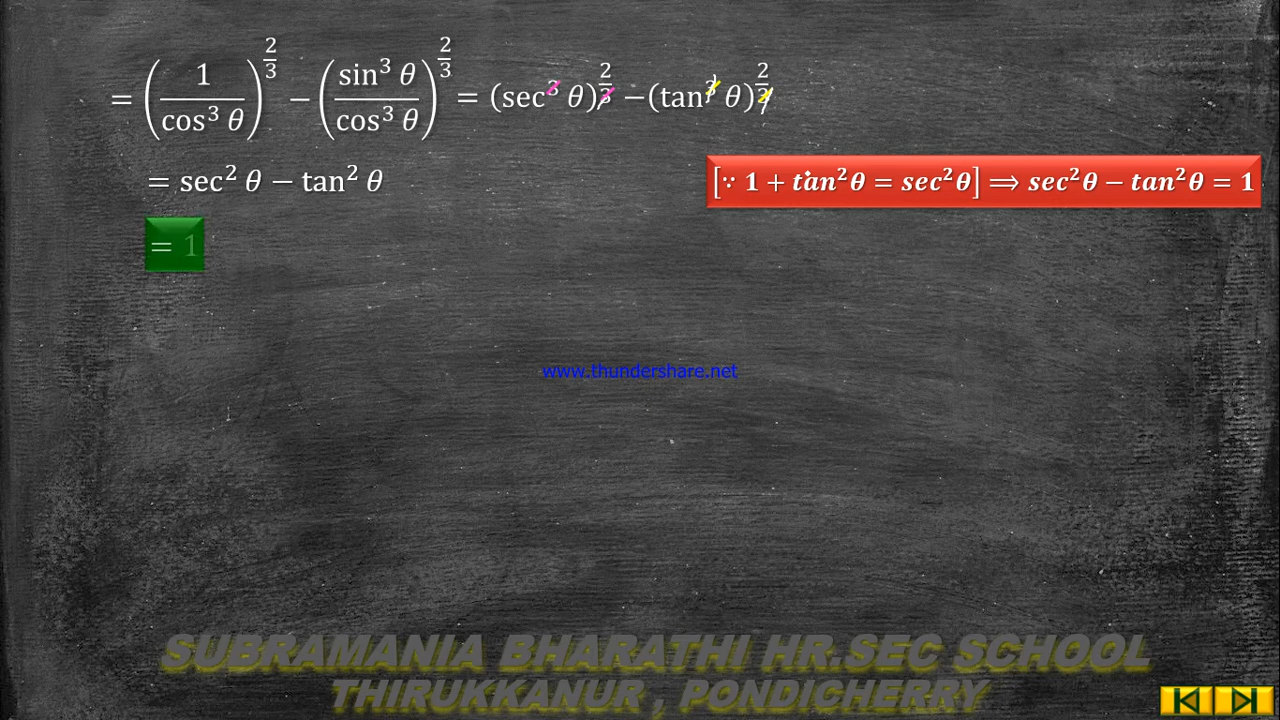 = (1/cos³ θ)^(2/3) − (sin³ θ/cos³ θ)^(2/3) = (sec³ θ)^(2/3) −(tan³ θ)^(2/3)
= sec² θ − tan² θ
[∵ 1 + tan²θ = sec²θ] ⟹ sec²θ − tan²θ = 1
= 1
www.thundershare.net
SUBRAMANIA BHARATHI HR.SEC SCHOOL
THIRUKKANUR , PONDICHERRY